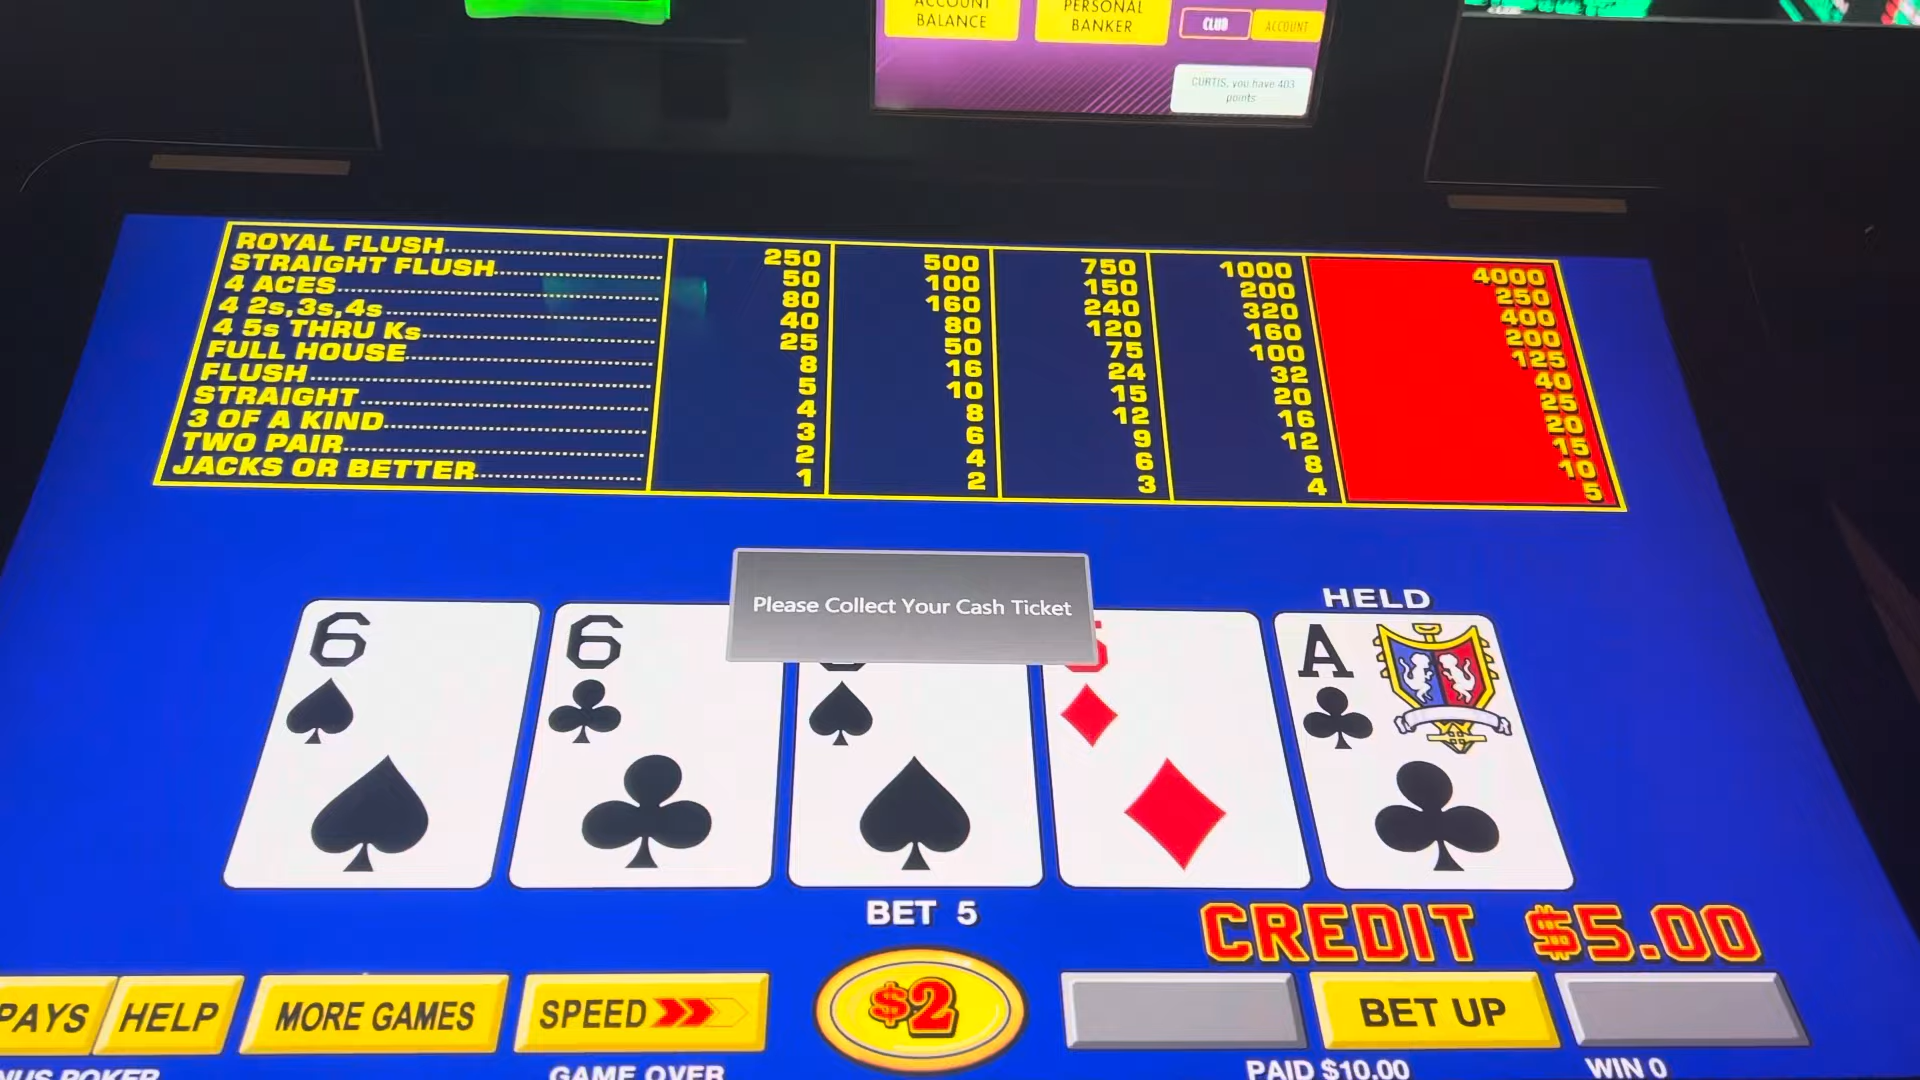 ACCOUNT
BALANCE
PERSONAL
BANKER
CLUB
ACCOUNT
CURTIS, you have 403
points
ROYAL FLUSH 250 500 750 1000 4000
STRAIGHT FLUSH 50 100 150 200 250
4 ACES 80 160 240 320 400
4 2s,3s,4s 40 80 120 160 200
4 5s THRU Ks 25 50 75 100 125
FULL HOUSE 8 16 24 32 40
FLUSH 5 10 15 20 25
STRAIGHT 4 8 12 16 20
3 OF A KIND 3 6 9 12 15
TWO PAIR 2 4 6 8 10
JACKS OR BETTER 1 2 3 4 5
Please Collect Your Cash Ticket
HELD
6
6
A
BET 5
CREDIT $5.00
PAYS
HELP
MORE GAMES
SPEED
$2
BET UP
POKER
GAME OVER
PAID $10.00
WIN 0